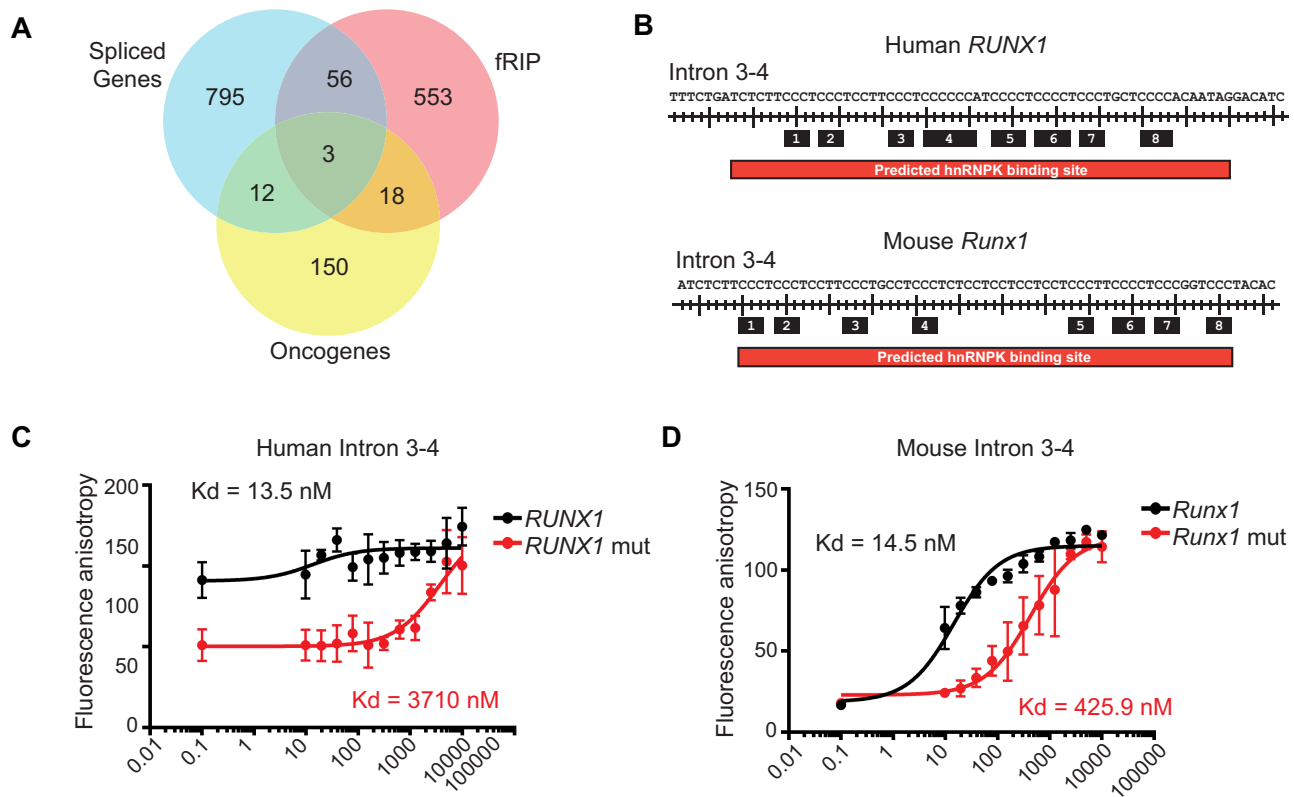 A
Spliced
Genes
fRIP
795
56
553
3
12
18
150
Oncogenes
B
Human RUNX1
Intron 3-4
TTTCTGATCTCTTCCCTCCCTCCTTCCCTCCCCCCATCCCCTCCCCTCCCTGCTCCCCACAATAGGACATC
1 2 3 4 5 6 7 8
Predicted hnRNPK binding site
Mouse Runx1
Intron 3-4
ATCTCTTCCCTCCCTCCTTCCCTGCCTCCCTCTCCTCCTCCTCCTCCCTTCCCCTCCCGGTCCCTACAC
1 2 3 4 5 6 7 8
Predicted hnRNPK binding site
C
Human Intron 3-4
Fluorescence anisotropy
200
150
100
50
0
Kd = 13.5 nM
RUNX1
RUNX1 mut
Kd = 3710 nM
0.01 0.1 1 10 100 1000 10000 100000
D
Mouse Intron 3-4
Fluorescence anisotropy
150
100
50
0
Kd = 14.5 nM
Runx1
Runx1 mut
Kd = 425.9 nM
0.01 0.1 1 10 100 1000 10000 100000